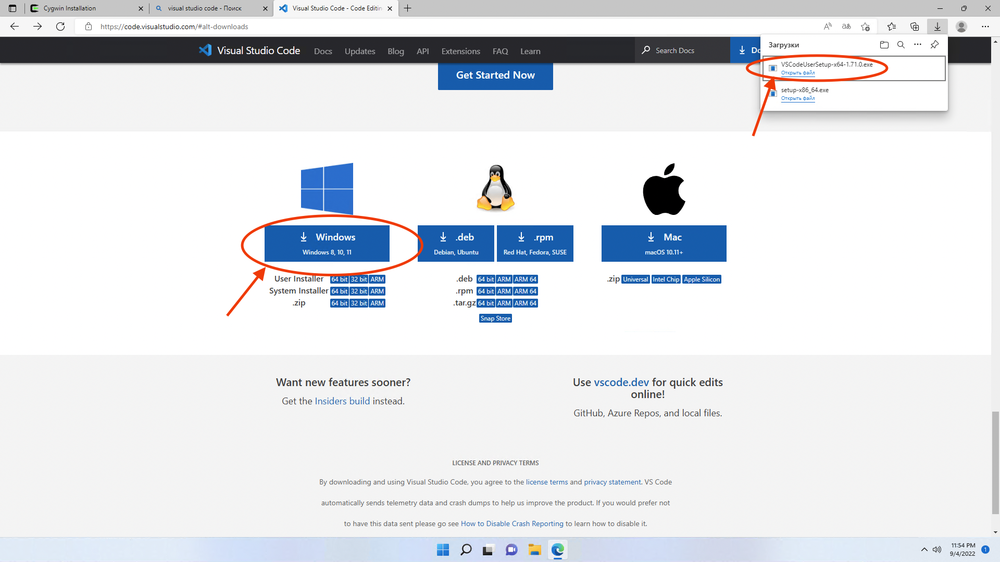 Cygwin Installation
visual studio code - Поиск
Visual Studio Code - Code Editin
https://code.visualstudio.com/#alt-downloads
Загрузки
VSCodeUserSetup-x64-1.71.0.exe
Открыть файл
setup-x86_64.exe
Открыть файл
Visual Studio Code Docs Updates Blog API Extensions FAQ Learn Search Docs Do
Get Started Now
Windows
Windows 8, 10, 11
.deb
Debian, Ubuntu
.rpm
Red Hat, Fedora, SUSE
Mac
macOS 10.11+
User Installer 64 bit 32 bit ARM
System Installer 64 bit 32 bit ARM
.zip 64 bit 32 bit ARM
.deb 64 bit ARM ARM 64
.rpm 64 bit ARM ARM 64
.tar.gz 64 bit ARM ARM 64
Snap Store
.zip Universal Intel Chip Apple Silicon
Want new features sooner?
Get the Insiders build instead.
Use vscode.dev for quick edits
online!
GitHub, Azure Repos, and local files.
LICENSE AND PRIVACY TERMS
By downloading and using Visual Studio Code, you agree to the license terms and privacy statement. VS Code
automatically sends telemetry data and crash dumps to help us improve the product. If you would prefer not
to have this data sent please go see How to Disable Crash Reporting to learn how to disable it.
11:54 PM
9/4/2022
1